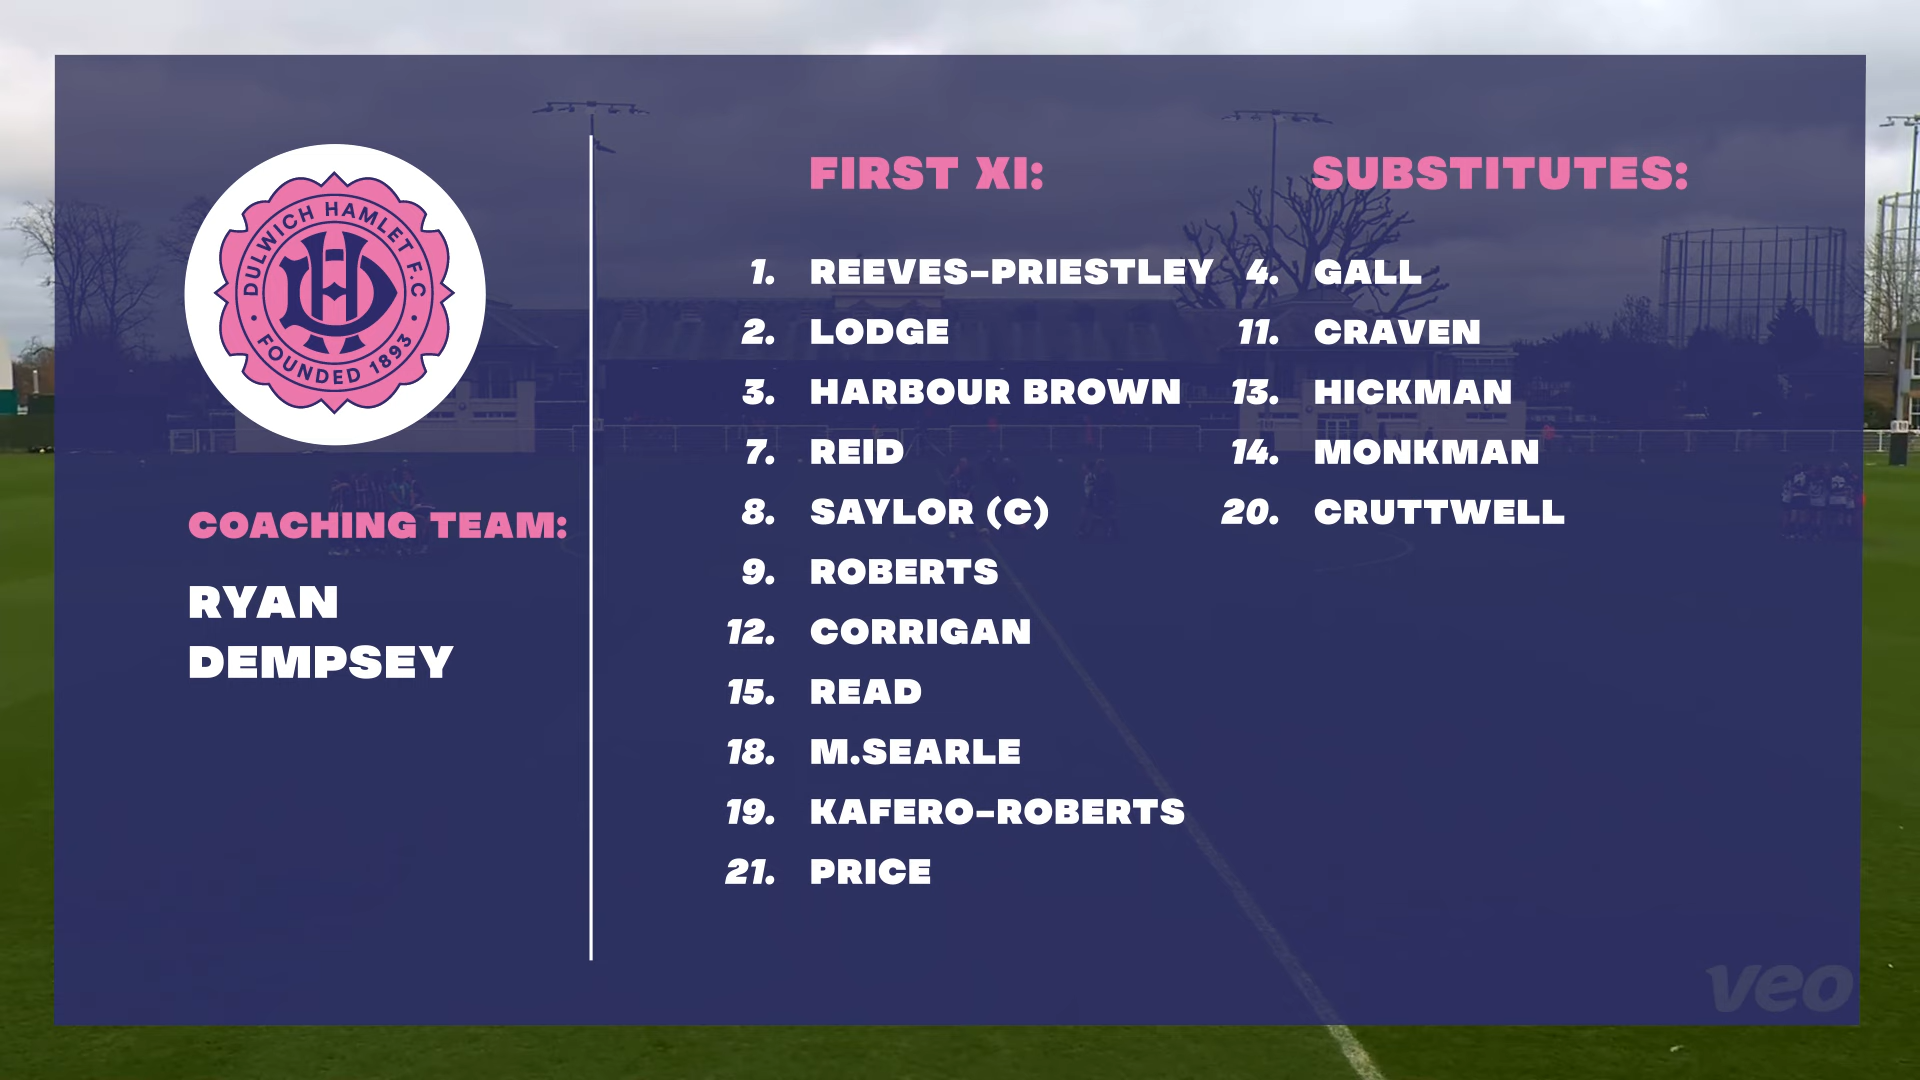 DULWICH HAMLET F.C
FOUNDED 1893
COACHING TEAM:
RYAN
DEMPSEY
FIRST XI:
1. REEVES-PRIESTLEY
2. LODGE
3. HARBOUR BROWN
7. REID
8. SAYLOR (C)
9. ROBERTS
12. CORRIGAN
15. READ
18. M.SEARLE
19. KAFERO-ROBERTS
21. PRICE
SUBSTITUTES:
4. GALL
11. CRAVEN
13. HICKMAN
14. MONKMAN
20. CRUTTWELL
veo